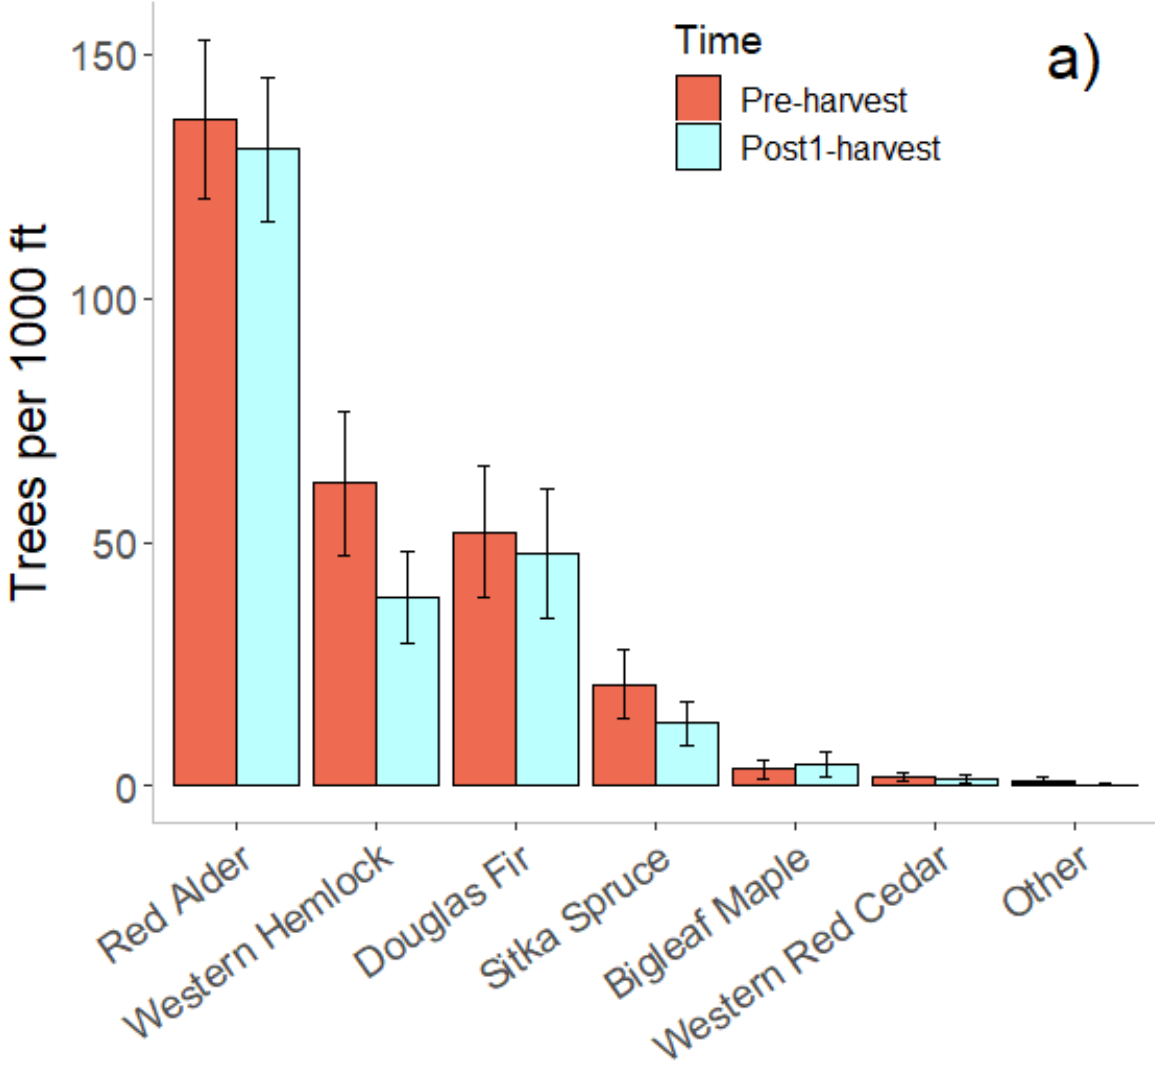 Time
a)
Pre-harvest
Post1-harvest
Trees per 1000 ft
150
100
50
0
Red Alder
Western Hemlock
Douglas Fir
Sitka Spruce
Bigleaf Maple
Western Red Cedar
Other